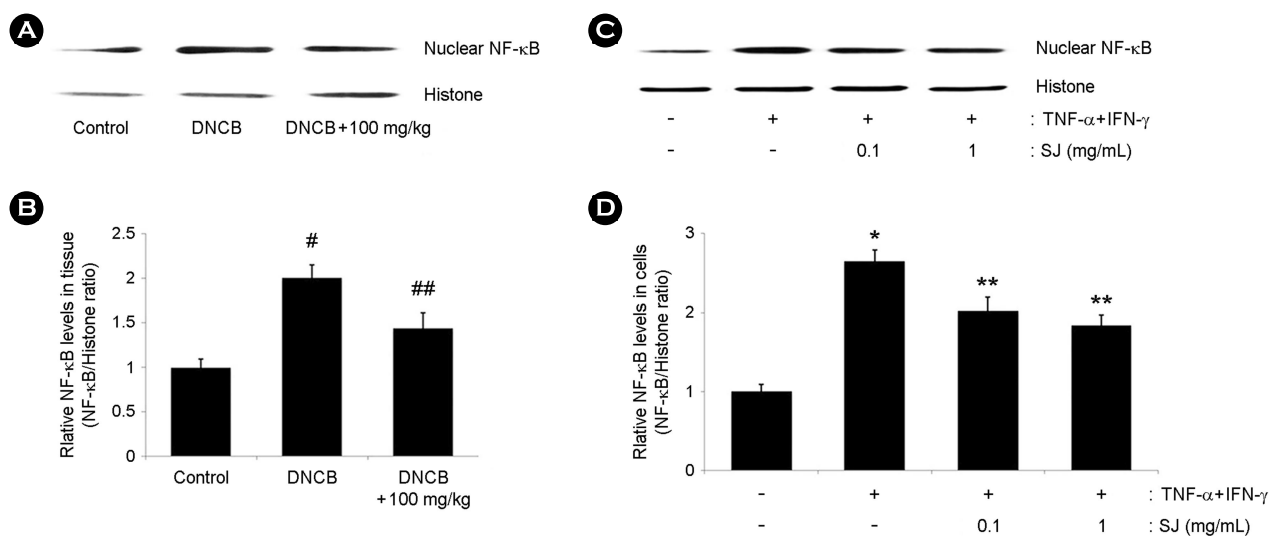 A
Nuclear NF-κB
Histone
Control DNCB DNCB+100 mg/kg
B
Rlative NF-κB levels in tissue
(NF-κB/Histone ratio)
2.5
2
1.5
1
0.5
0
#
##
Control DNCB DNCB
+100 mg/kg
C
Nuclear NF-κB
Histone
- + + + : TNF-α+IFN-γ
- - 0.1 1 : SJ (mg/mL)
D
Rlative NF-κB levels in cells
(NF-κB/Histone ratio)
3
2
1
0
*
**
**
- + + + : TNF-α+IFN-γ
- - 0.1 1 : SJ (mg/mL)